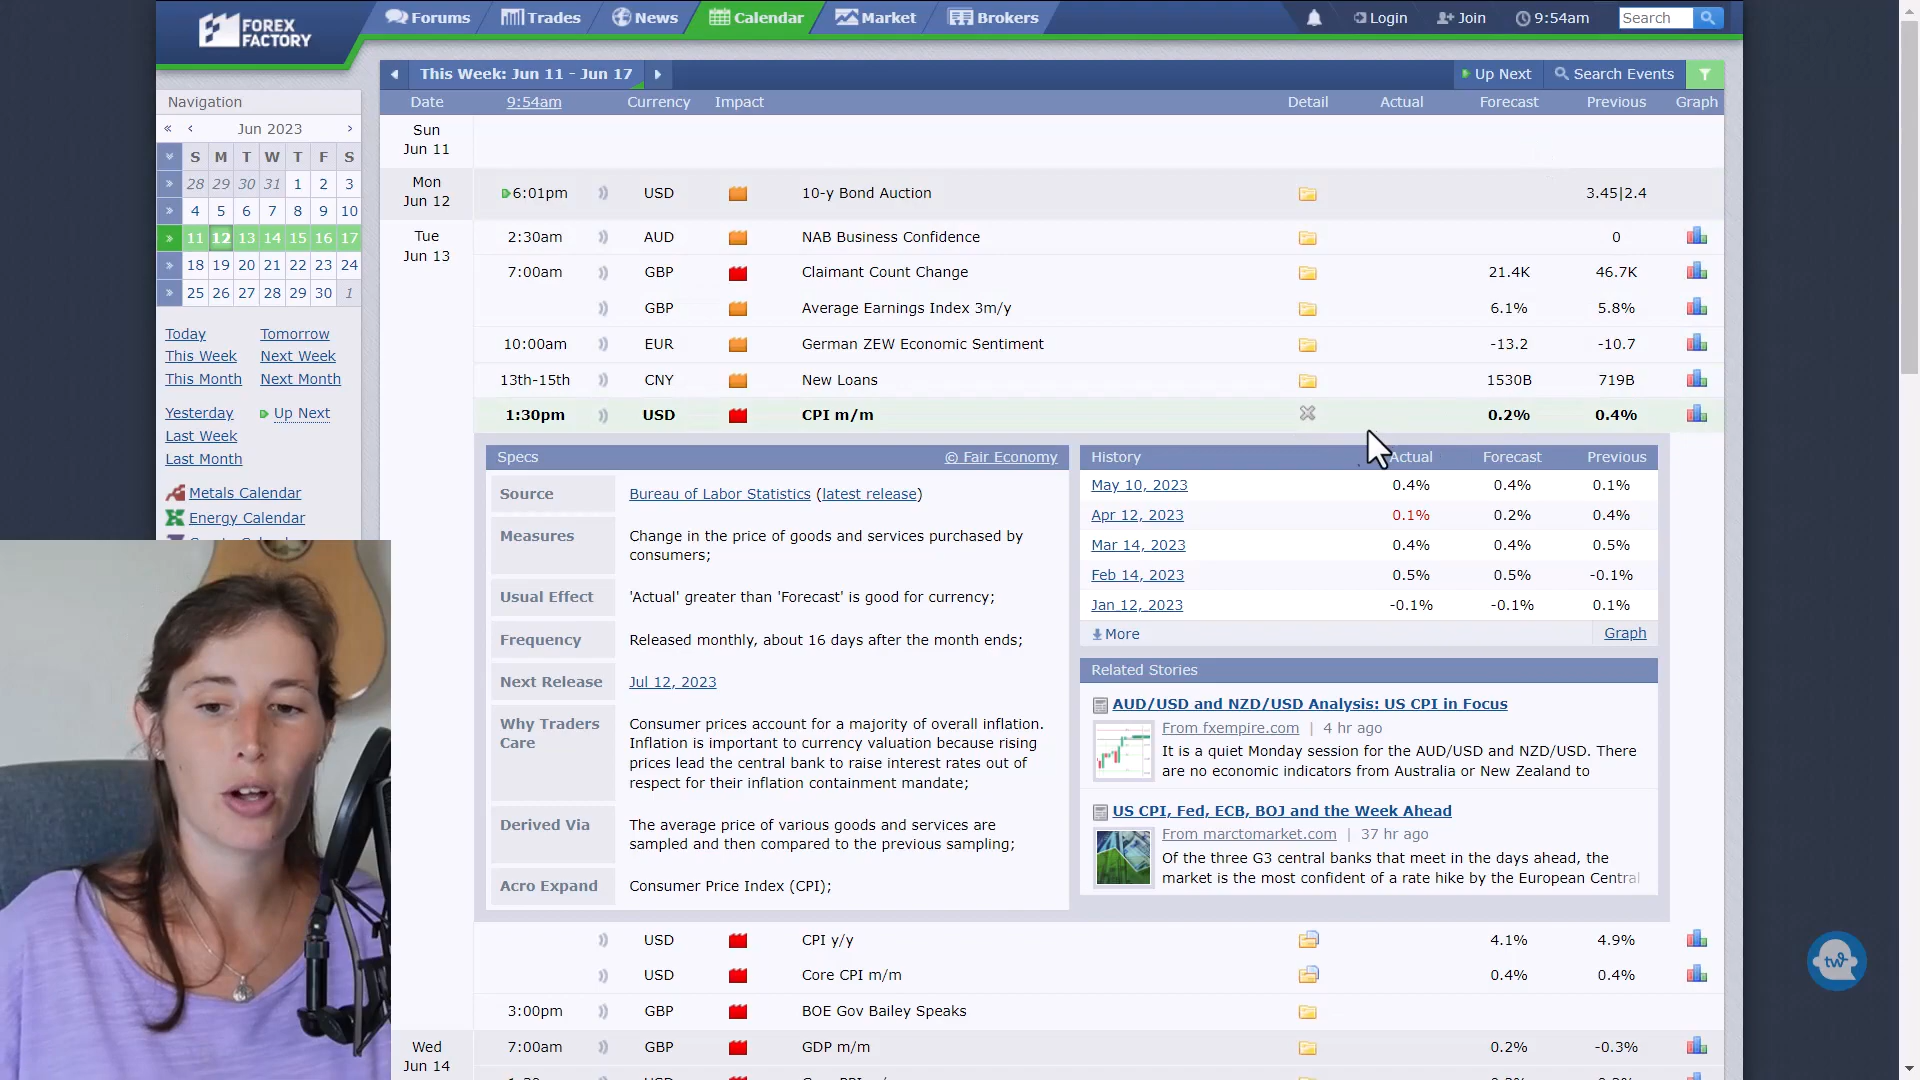 FOREX FACTORY
Forums
Trades
News
Calendar
Market
Brokers
Login
Join
9:54am
Search
This Week: Jun 11 - Jun 17
Up Next
Search Events
Date 9:54am Currency Impact Detail Actual Forecast Previous Graph
Navigation
« ‹ Jun 2023 ›
S M T W T F S
» 28 29 30 31 1 2 3
» 4 5 6 7 8 9 10
» 11 12 13 14 15 16 17
» 18 19 20 21 22 23 24
» 25 26 27 28 29 30 1
Today Tomorrow
This Week Next Week
This Month Next Month
Yesterday Up Next
Last Week
Last Month
Metals Calendar
Energy Calendar
Sun
Jun 11
Mon
Jun 12
6:01pm USD 10-y Bond Auction 3.45|2.4
Tue
Jun 13
2:30am AUD NAB Business Confidence 0
7:00am GBP Claimant Count Change 21.4K 46.7K
GBP Average Earnings Index 3m/y 6.1% 5.8%
10:00am EUR German ZEW Economic Sentiment -13.2 -10.7
13th-15th CNY New Loans 1530B 719B
1:30pm USD CPI m/m 0.2% 0.4%
Specs © Fair Economy
Source Bureau of Labor Statistics (latest release)
Measures Change in the price of goods and services purchased by
consumers;
Usual Effect 'Actual' greater than 'Forecast' is good for currency;
Frequency Released monthly, about 16 days after the month ends;
Next Release Jul 12, 2023
Why Traders Care Consumer prices account for a majority of overall inflation.
Inflation is important to currency valuation because rising
prices lead the central bank to raise interest rates out of
respect for their inflation containment mandate;
Derived Via The average price of various goods and services are
sampled and then compared to the previous sampling;
Acro Expand Consumer Price Index (CPI);
History Actual Forecast Previous
May 10, 2023 0.4% 0.4% 0.1%
Apr 12, 2023 0.1% 0.2% 0.4%
Mar 14, 2023 0.4% 0.4% 0.5%
Feb 14, 2023 0.5% 0.5% -0.1%
Jan 12, 2023 -0.1% -0.1% 0.1%
More Graph
Related Stories
AUD/USD and NZD/USD Analysis: US CPI in Focus
From fxempire.com | 4 hr ago
It is a quiet Monday session for the AUD/USD and NZD/USD. There
are no economic indicators from Australia or New Zealand to
US CPI, Fed, ECB, BOJ and the Week Ahead
From marctomarket.com | 37 hr ago
Of the three G3 central banks that meet in the days ahead, the
market is the most confident of a rate hike by the European Central
USD CPI y/y 4.1% 4.9%
USD Core CPI m/m 0.4% 0.4%
3:00pm GBP BOE Gov Bailey Speaks
Wed
Jun 14
7:00am GBP GDP m/m 0.2% -0.3%
tw